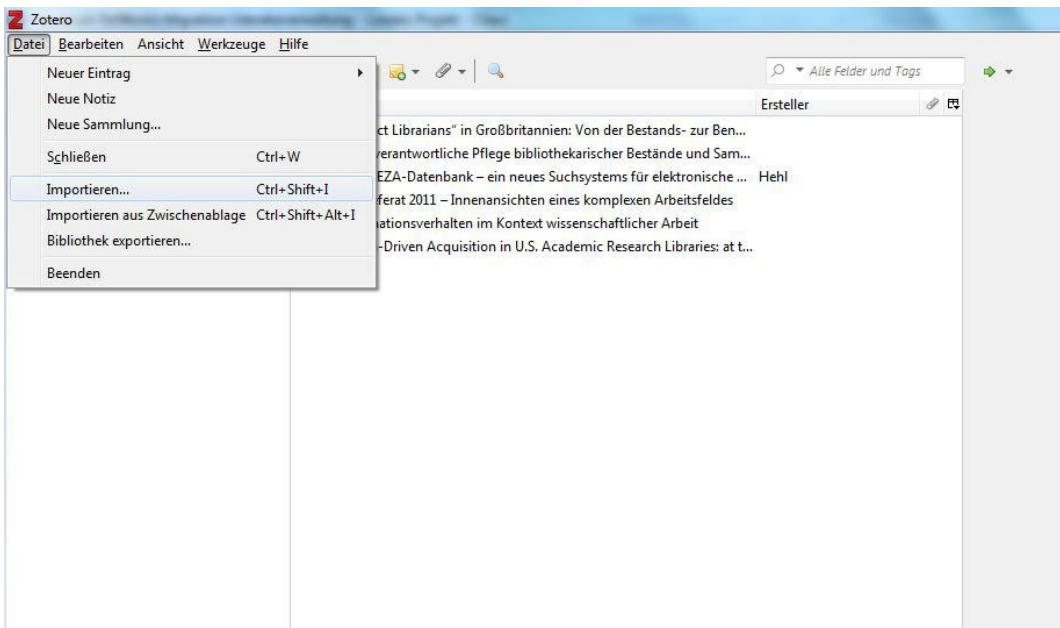 Zotero
Datei Bearbeiten Ansicht Werkzeuge Hilfe
Neuer Eintrag
Neue Notiz
Neue Sammlung...
Schließen Ctrl+W
Importieren... Ctrl+Shift+I
Importieren aus Zwischenablage Ctrl+Shift+Alt+I
Bibliothek exportieren...
Beenden
Alle Felder und Tags
Ersteller
ct Librarians“ in Großbritannien: Von der Bestands- zur Ben...
verantwortliche Pflege bibliothekarischer Bestände und Sam...
EZA-Datenbank – ein neues Suchsystems für elektronische ... Hehl
ferat 2011 – Innenansichten eines komplexen Arbeitsfeldes
ationsverhalten im Kontext wissenschaftlicher Arbeit
-Driven Acquisition in U.S. Academic Research Libraries: at t...